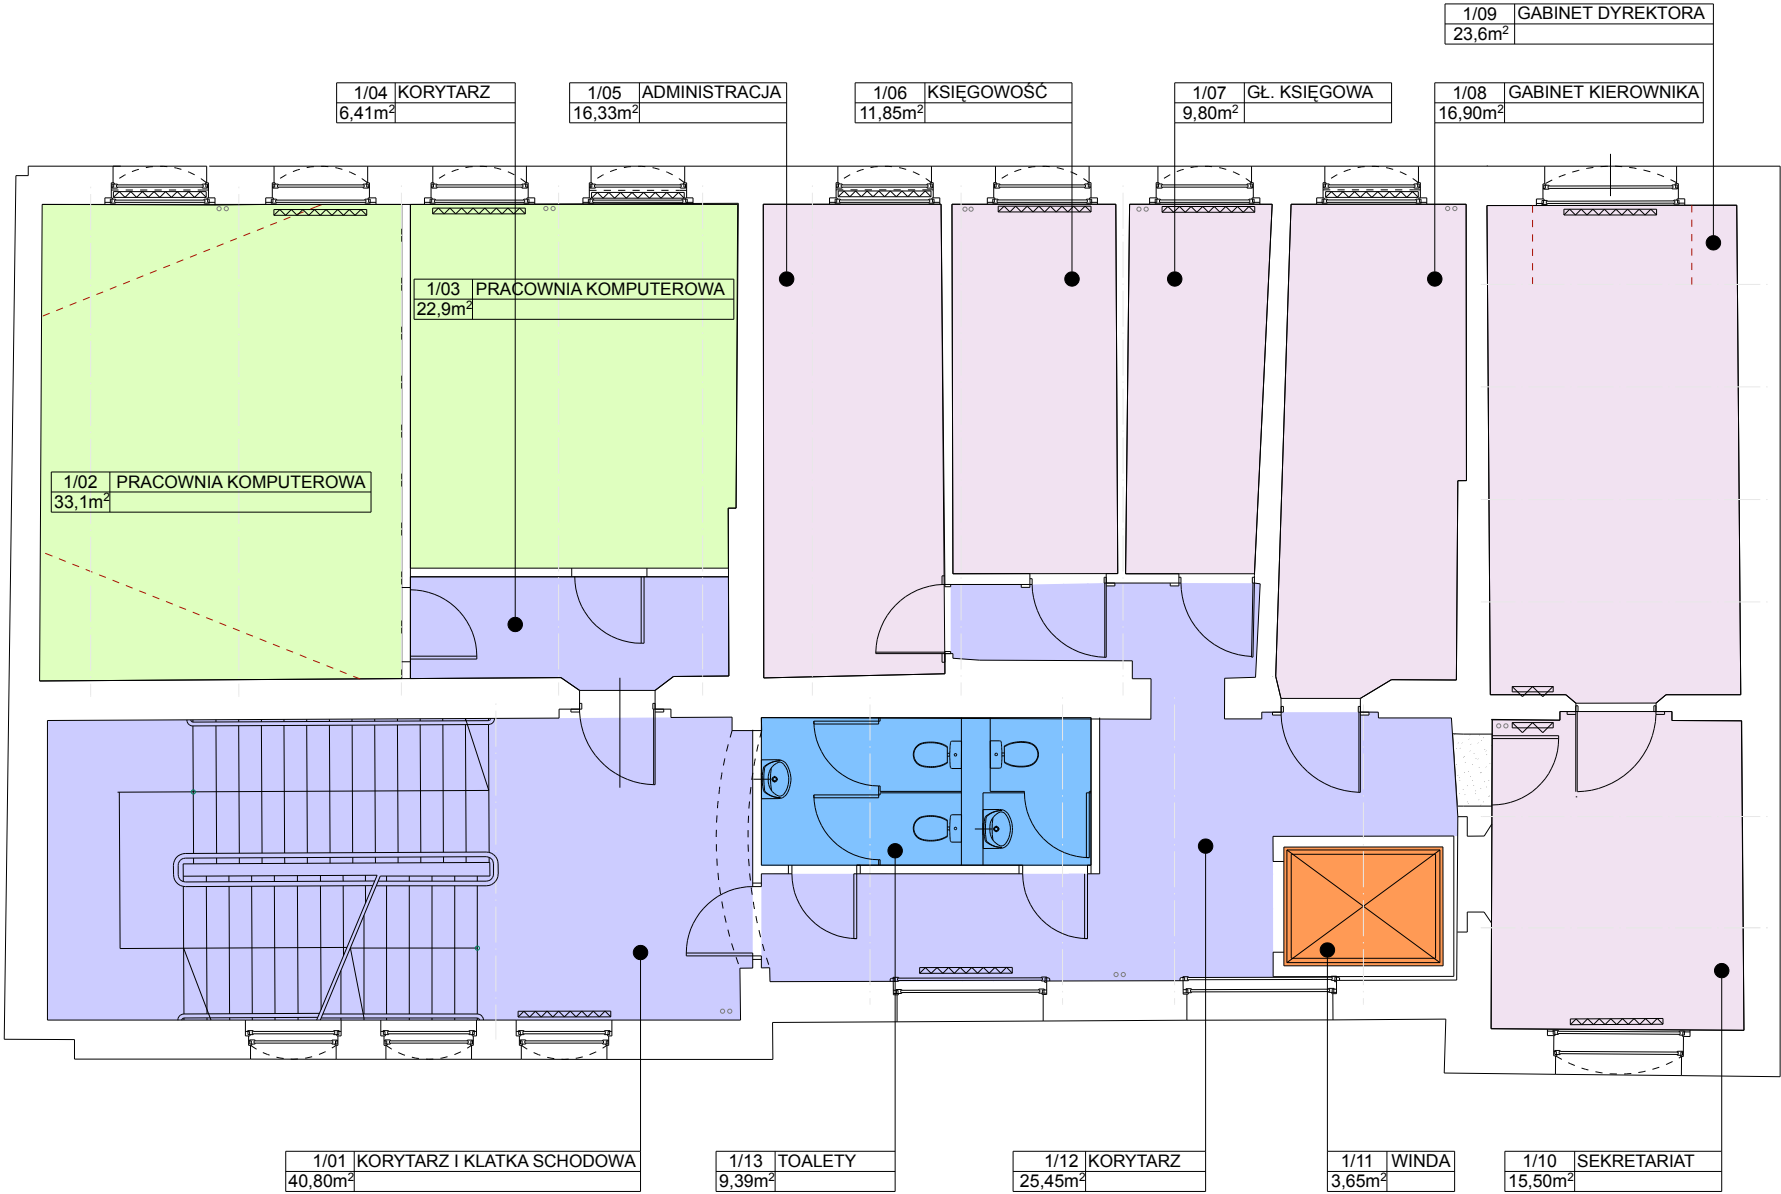 1/09 GABINET DYREKTORA
23,6m²
1/04 KORYTARZ
6,41m²
1/05 ADMINISTRACJA
16,33m²
1/06 KSIĘGOWOŚĆ
11,85m²
1/07 GŁ. KSIĘGOWA
9,80m²
1/08 GABINET KIEROWNIKA
16,90m²
1/03 PRACOWNIA KOMPUTEROWA
22,9m²
1/02 PRACOWNIA KOMPUTEROWA
33,1m²
1/01 KORYTARZ I KLATKA SCHODOWA
40,80m²
1/13 TOALETY
9,39m²
1/12 KORYTARZ
25,45m²
1/11 WINDA
3,65m²
1/10 SEKRETARIAT
15,50m²